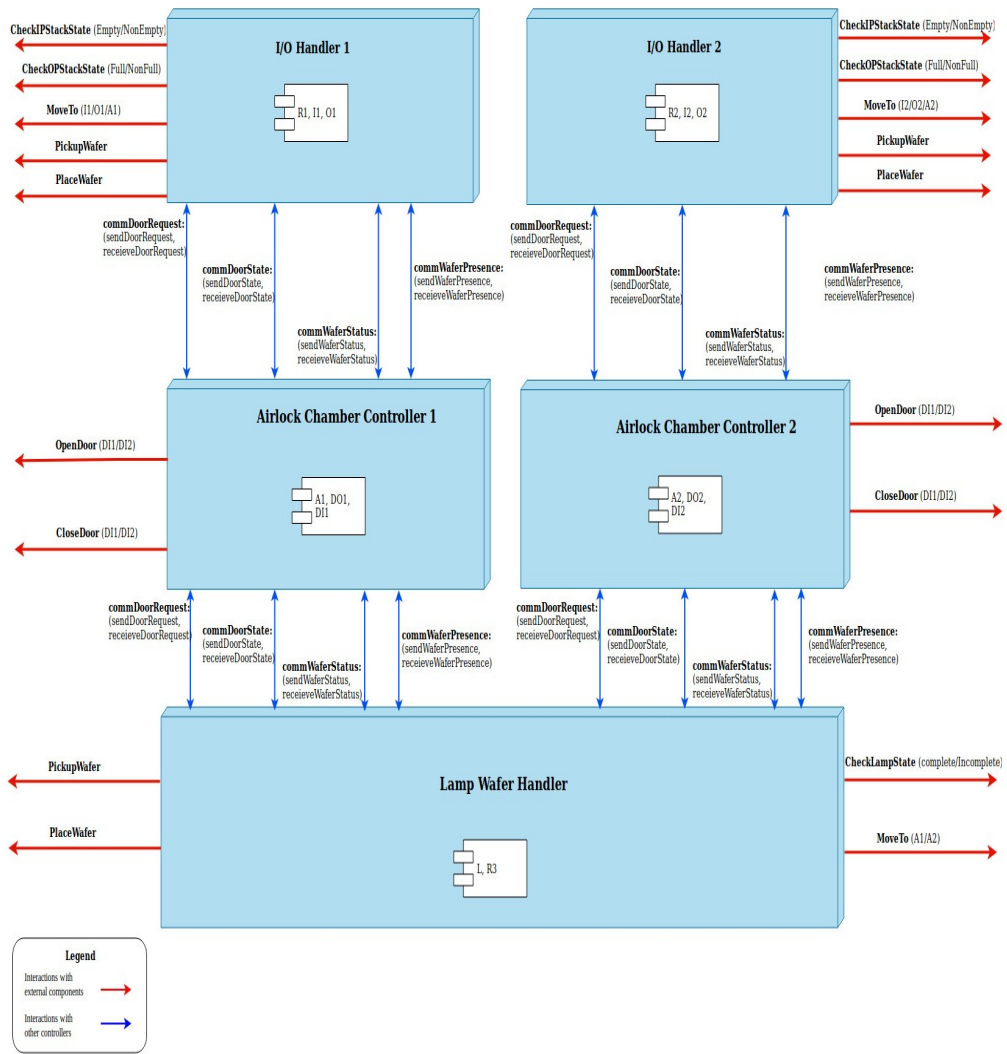 CheckIPStackState (Empty/NonEmpty)
CheckOPStackState (Full/NonFull)
MoveTo (I1/O1/A1)
PickupWafer
PlaceWafer
I/O Handler 1
R1, I1, O1
I/O Handler 2
R2, I2, O2
CheckIPStackState (Empty/NonEmpty)
CheckOPStackState (Full/NonFull)
MoveTo (I2/O2/A2)
PickupWafer
PlaceWafer
commDoorRequest:
(sendDoorRequest,
receieveDoorRequest)
commDoorState:
(sendDoorState,
receieveDoorState)
commWaferStatus:
(sendWaferStatus,
receieveWaferStatus)
commWaferPresence:
(sendWaferPresence,
receieveWaferPresence)
commDoorRequest:
(sendDoorRequest,
receieveDoorRequest)
commDoorState:
(sendDoorState,
receieveDoorState)
commWaferStatus:
(sendWaferStatus,
receieveWaferStatus)
commWaferPresence:
(sendWaferPresence,
receieveWaferPresence)
OpenDoor (DI1/DI2)
CloseDoor (DI1/DI2)
Airlock Chamber Controller 1
A1, DO1,
DI1
Airlock Chamber Controller 2
A2, DO2,
DI2
OpenDoor (DI1/DI2)
CloseDoor (DI1/DI2)
commDoorRequest:
(sendDoorRequest,
receieveDoorRequest)
commDoorState:
(sendDoorState,
receieveDoorState)
commWaferStatus:
(sendWaferStatus,
receieveWaferStatus)
commWaferPresence:
(sendWaferPresence,
receieveWaferPresence)
commDoorRequest:
(sendDoorRequest,
receieveDoorRequest)
commDoorState:
(sendDoorState,
receieveDoorState)
commWaferStatus:
(sendWaferStatus,
receieveWaferStatus)
commWaferPresence:
(sendWaferPresence,
receieveWaferPresence)
PickupWafer
PlaceWafer
Lamp Wafer Handler
L, R3
CheckLampState (complete/Incomplete)
MoveTo (A1/A2)
Legend
Interactions with
external components
Interactions with
other controllers